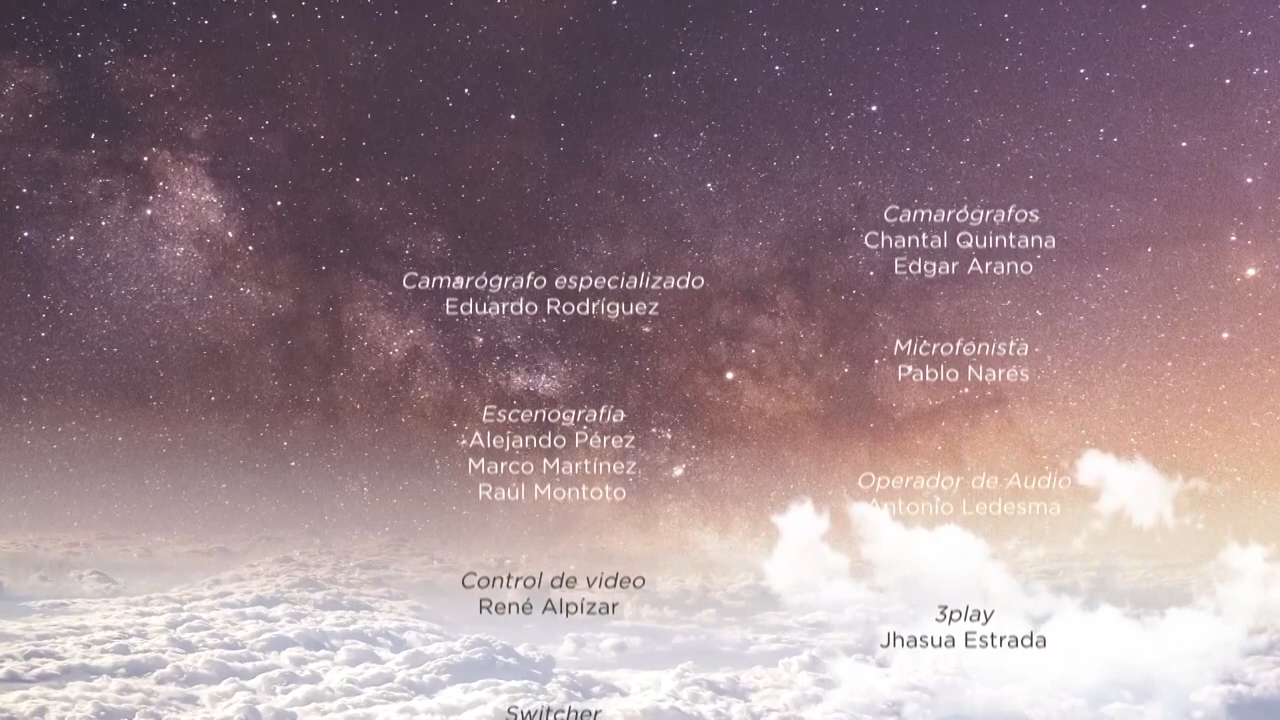 Camarógrafo especializado
Eduardo Rodríguez
Escenografía
Alejando Pérez
Marco Martínez
Raúl Montoto
Control de video
René Alpízar
Switcher
Camarógrafos
Chantal Quintana
Edgar Arano
Microfonista
Pablo Narés
Operador de Audio
Antonio Ledesma
3play
Jhasua Estrada